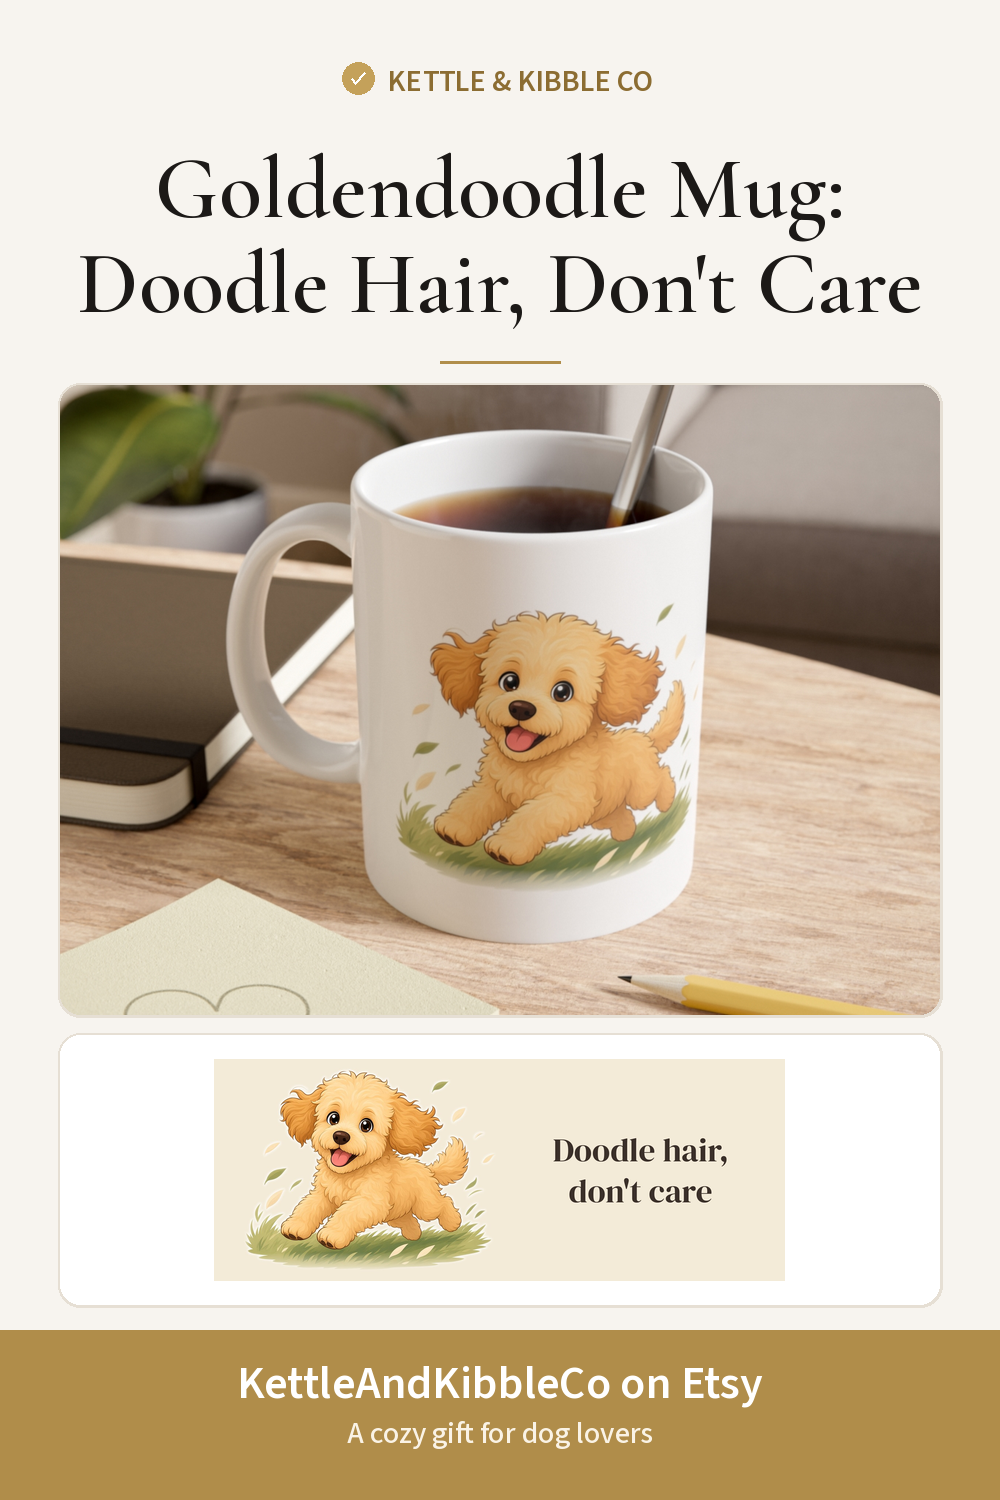 KETTLE & KIBBLE CO
Goldendoodle Mug:
Doodle Hair, Don't Care
Doodle hair,
don't care
KettleAndKibbleCo on Etsy
A cozy gift for dog lovers